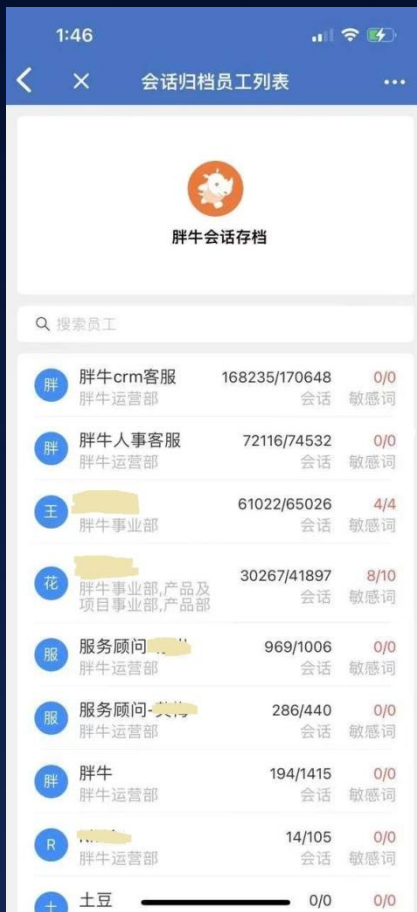 1:46
会话归档员工列表
胖牛会话存档
搜索员工
胖
胖牛crm客服
168235/170648
0/0
胖牛运营部
会话
敏感词
胖
胖牛人事客服
72116/74532
0/0
胖牛运营部
会话
敏感词
王
61022/65026
4/4
胖牛事业部
会话
敏感词
花
30267/41897
8/10
胖牛事业部,产品及
项目事业部,产品部
会话
敏感词
服
服务顾问
969/1006
0/0
胖牛运营部
会话
敏感词
服
服务顾问-
286/440
0/0
胖牛运营部
会话
敏感词
胖
胖牛
194/1415
0/0
胖牛运营部
会话
敏感词
R
14/105
0/0
胖牛运营部
会话
敏感词
土
土豆
0/0
0/0